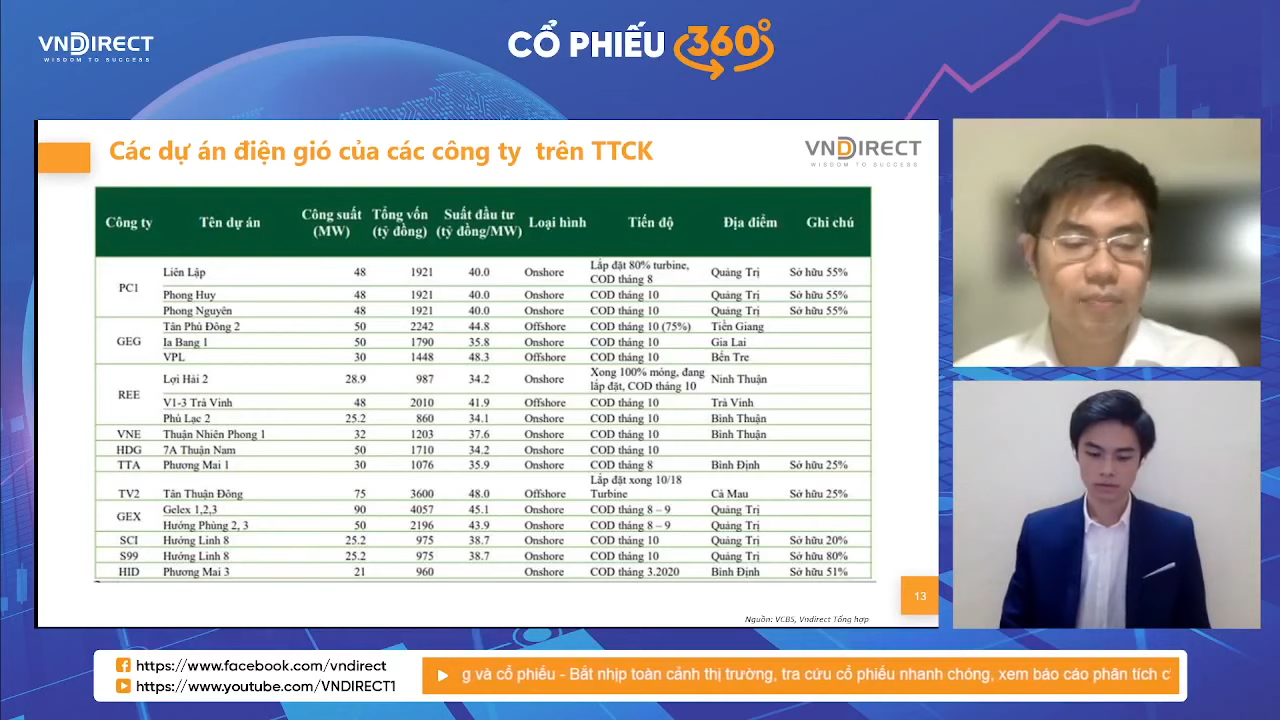 VNDIRECT
WISDOM TO SUCCESS
CỔ PHIẾU 360°
Các dự án điện gió của các công ty trên TTCK
VNDIRECT
WISDOM TO SUCCESS
Công ty Tên dự án Công suất (MW) Tổng vốn (tỷ đồng) Suất đầu tư (tỷ đồng/MW) Loại hình Tiến độ Địa điểm Ghi chú
PC1 Liên Lập 48 1921 40.0 Onshore Lắp đặt 80% turbine, COD tháng 8 Quảng Trị Sở hữu 55%
Phong Huy 48 1921 40.0 Onshore COD tháng 10 Quảng Trị Sở hữu 55%
Phong Nguyên 48 1921 40.0 Onshore COD tháng 10 Quảng Trị Sở hữu 55%
GEG Tân Phú Đông 2 50 2242 44.8 Offshore COD tháng 10 (75%) Tiền Giang
Ia Bang 1 50 1790 35.8 Onshore COD tháng 10 Gia Lai
VPL 30 1448 48.3 Offshore COD tháng 10 Bến Tre
REE Lợi Hải 2 28.9 987 34.2 Onshore Xong 100% móng, đang lắp đặt, COD tháng 10 Ninh Thuận
V1-3 Trà Vinh 48 2010 41.9 Offshore COD tháng 10 Trà Vinh
Phú Lạc 2 25.2 860 34.1 Onshore COD tháng 10 Bình Thuận
VNE Thuận Nhiên Phong 1 32 1203 37.6 Onshore COD tháng 10 Bình Thuận
HDG 7A Thuận Nam 50 1710 34.2 Onshore COD tháng 10
TTA Phương Mai 1 30 1076 35.9 Onshore COD tháng 8 Bình Định Sở hữu 25%
TV2 Tân Thuận Đông 75 3600 48.0 Offshore Lắp đặt xong 10/18 Turbine Cà Mau Sở hữu 25%
GEX Gelex 1,2,3 90 4057 45.1 Onshore COD tháng 8 – 9 Quảng Trị
Hướng Phùng 2, 3 50 2196 43.9 Onshore COD tháng 8 – 9 Quảng Trị
SCI Hướng Linh 8 25.2 975 38.7 Onshore COD tháng 10 Quảng Trị Sở hữu 20%
S99 Hướng Linh 8 25.2 975 38.7 Onshore COD tháng 10 Quảng Trị Sở hữu 80%
HID Phương Mai 3 21 960 Onshore COD tháng 3.2020 Bình Định Sở hữu 51%
13
Nguồn: VCBS, Vndirect Tổng hợp
https://www.facebook.com/vndirect
https://www.youtube.com/VNDIRECT1
g và cổ phiếu - Bắt nhịp toàn cảnh thị trường, tra cứu cổ phiếu nhanh chóng, xem báo cáo phân tích c